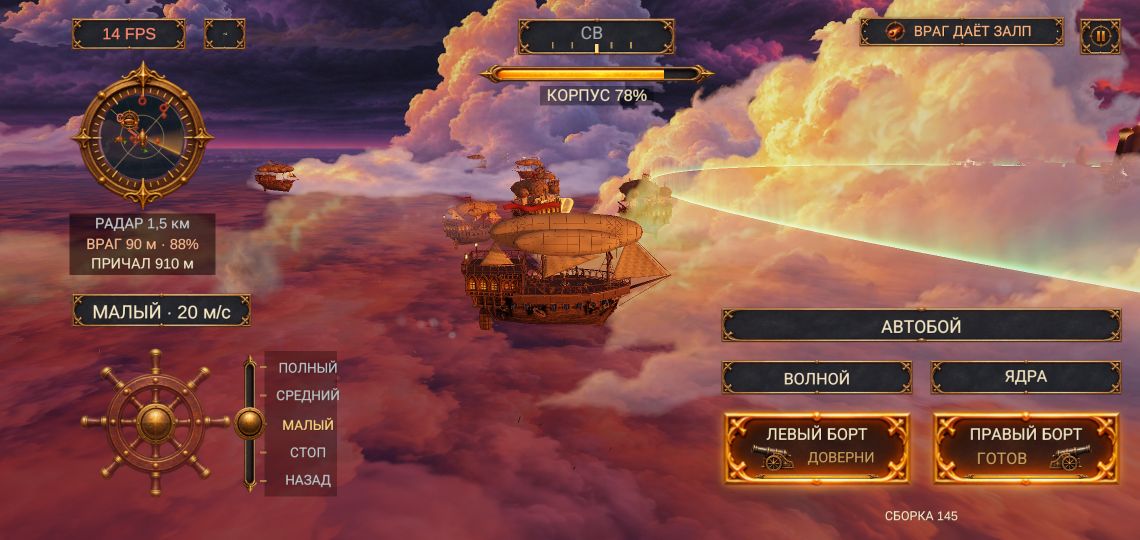 14 FPS
СВ
ВРАГ ДАЁТ ЗАЛП
КОРПУС 78%
РАДАР 1,5 км
ВРАГ 90 м · 88%
ПРИЧАЛ 910 м
МАЛЫЙ · 20 м/с
ПОЛНЫЙ
СРЕДНИЙ
МАЛЫЙ
СТОП
НАЗАД
АВТОБОЙ
ВОЛНОЙ
ЯДРА
ЛЕВЫЙ БОРТ
ДОВЕРНИ
ПРАВЫЙ БОРТ
ГОТОВ
СБОРКА 145